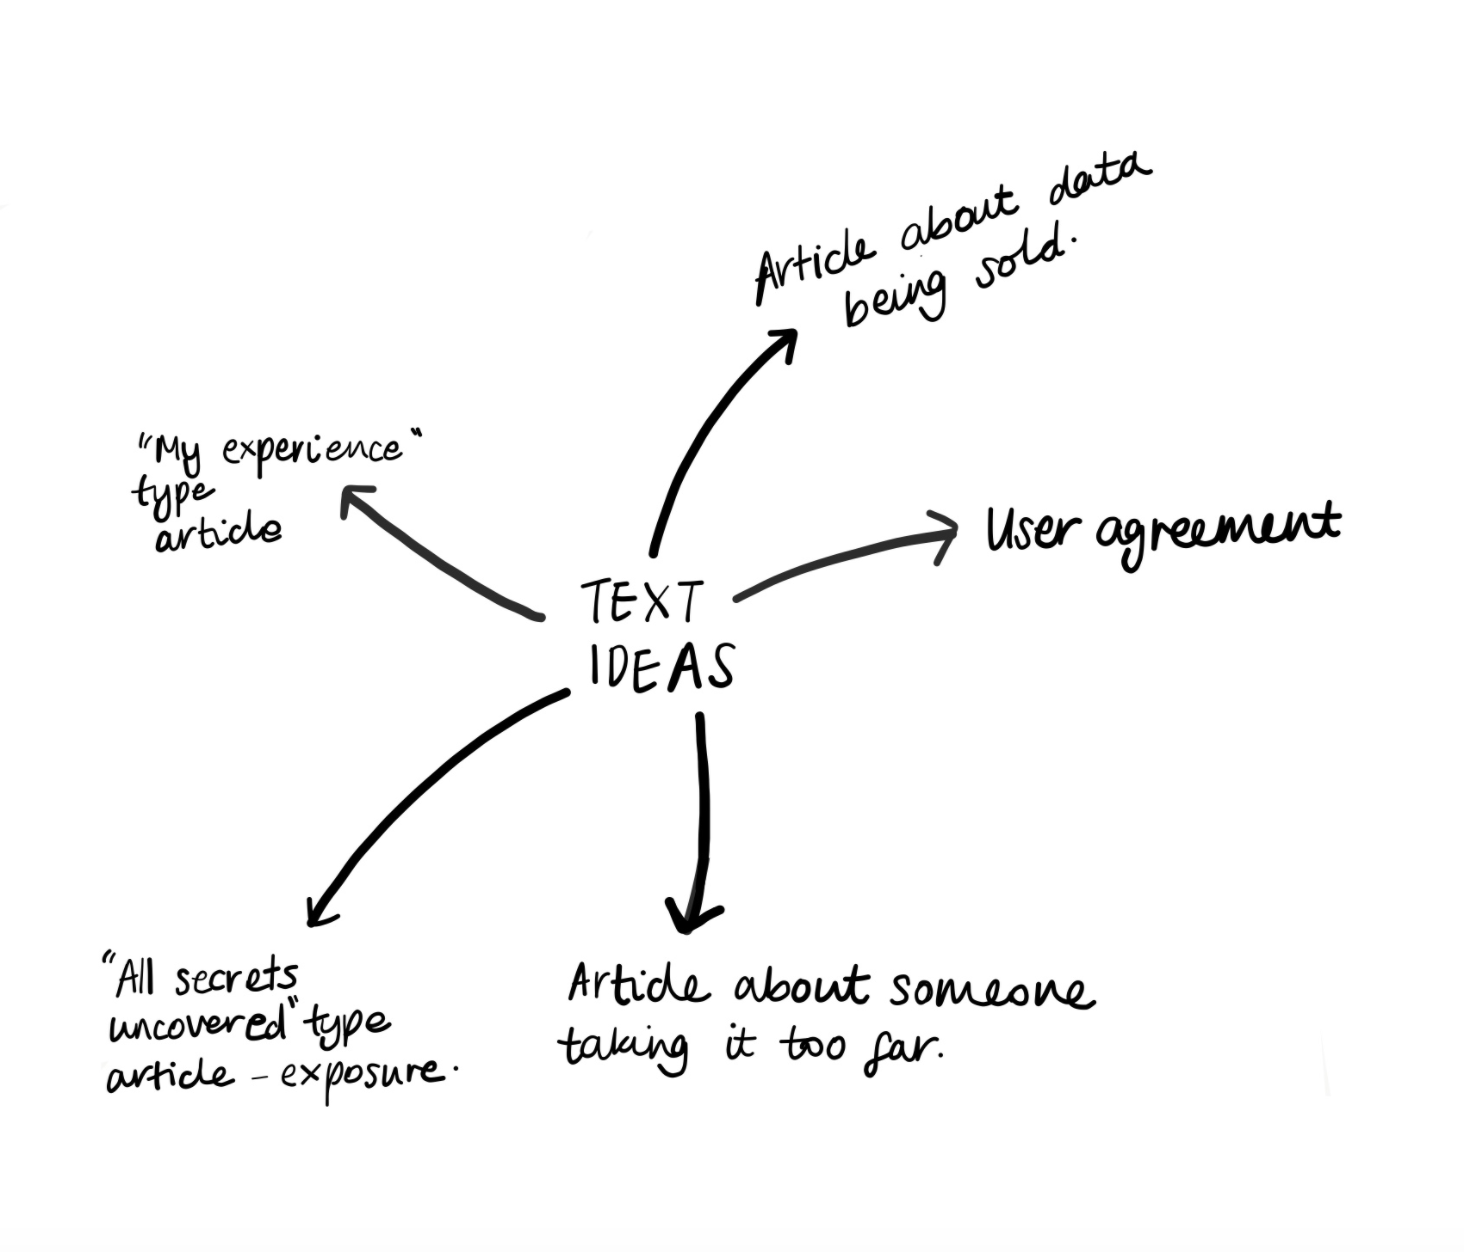 Article about data
being sold.
"My experience"
type
article
User agreement
TEXT
IDEAS
"All secrets
uncovered" type
article - exposure.
Article about someone
taking it too far.